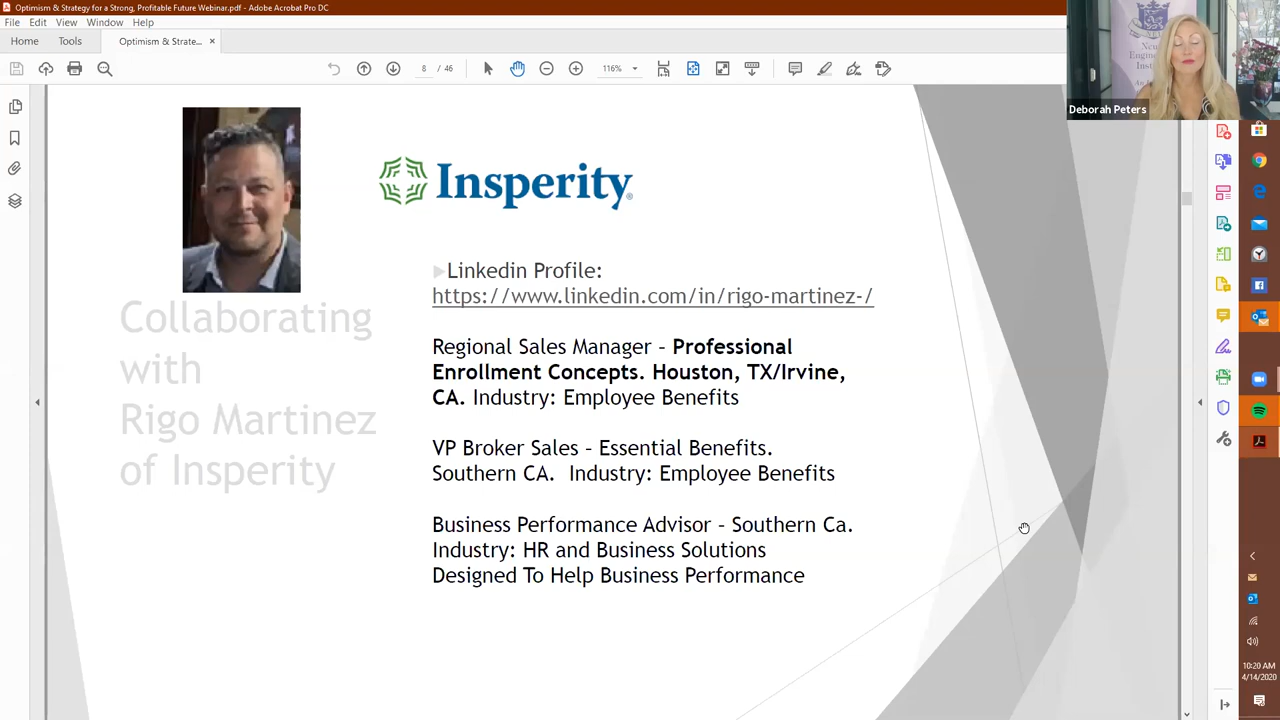 Optimism & Strategy for a Strong, Profitable Future Webinar.pdf - Adobe Acrobat Pro DC
File Edit View Window Help
Home Tools Optimism & Strate... ×
8 / 46 116%
Deborah Peters
Insperity®
Linkedin Profile:
https://www.linkedin.com/in/rigo-martinez-/
Collaborating
with
Rigo Martinez
of Insperity
Regional Sales Manager – Professional
Enrollment Concepts. Houston, TX/Irvine,
CA. Industry: Employee Benefits
VP Broker Sales – Essential Benefits.
Southern CA. Industry: Employee Benefits
Business Performance Advisor – Southern Ca.
Industry: HR and Business Solutions
Designed To Help Business Performance
10:20 AM
4/14/2020